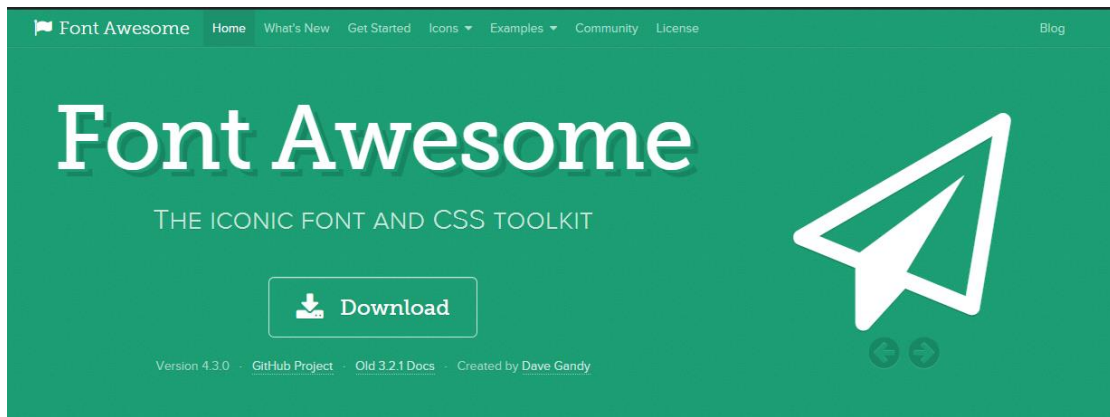 Font Awesome Home What's New Get Started Icons Examples Community License Blog
Font Awesome
THE ICONIC FONT AND CSS TOOLKIT
Download
Version 4.3.0 · GitHub Project · Old 3.2.1 Docs · Created by Dave Gandy